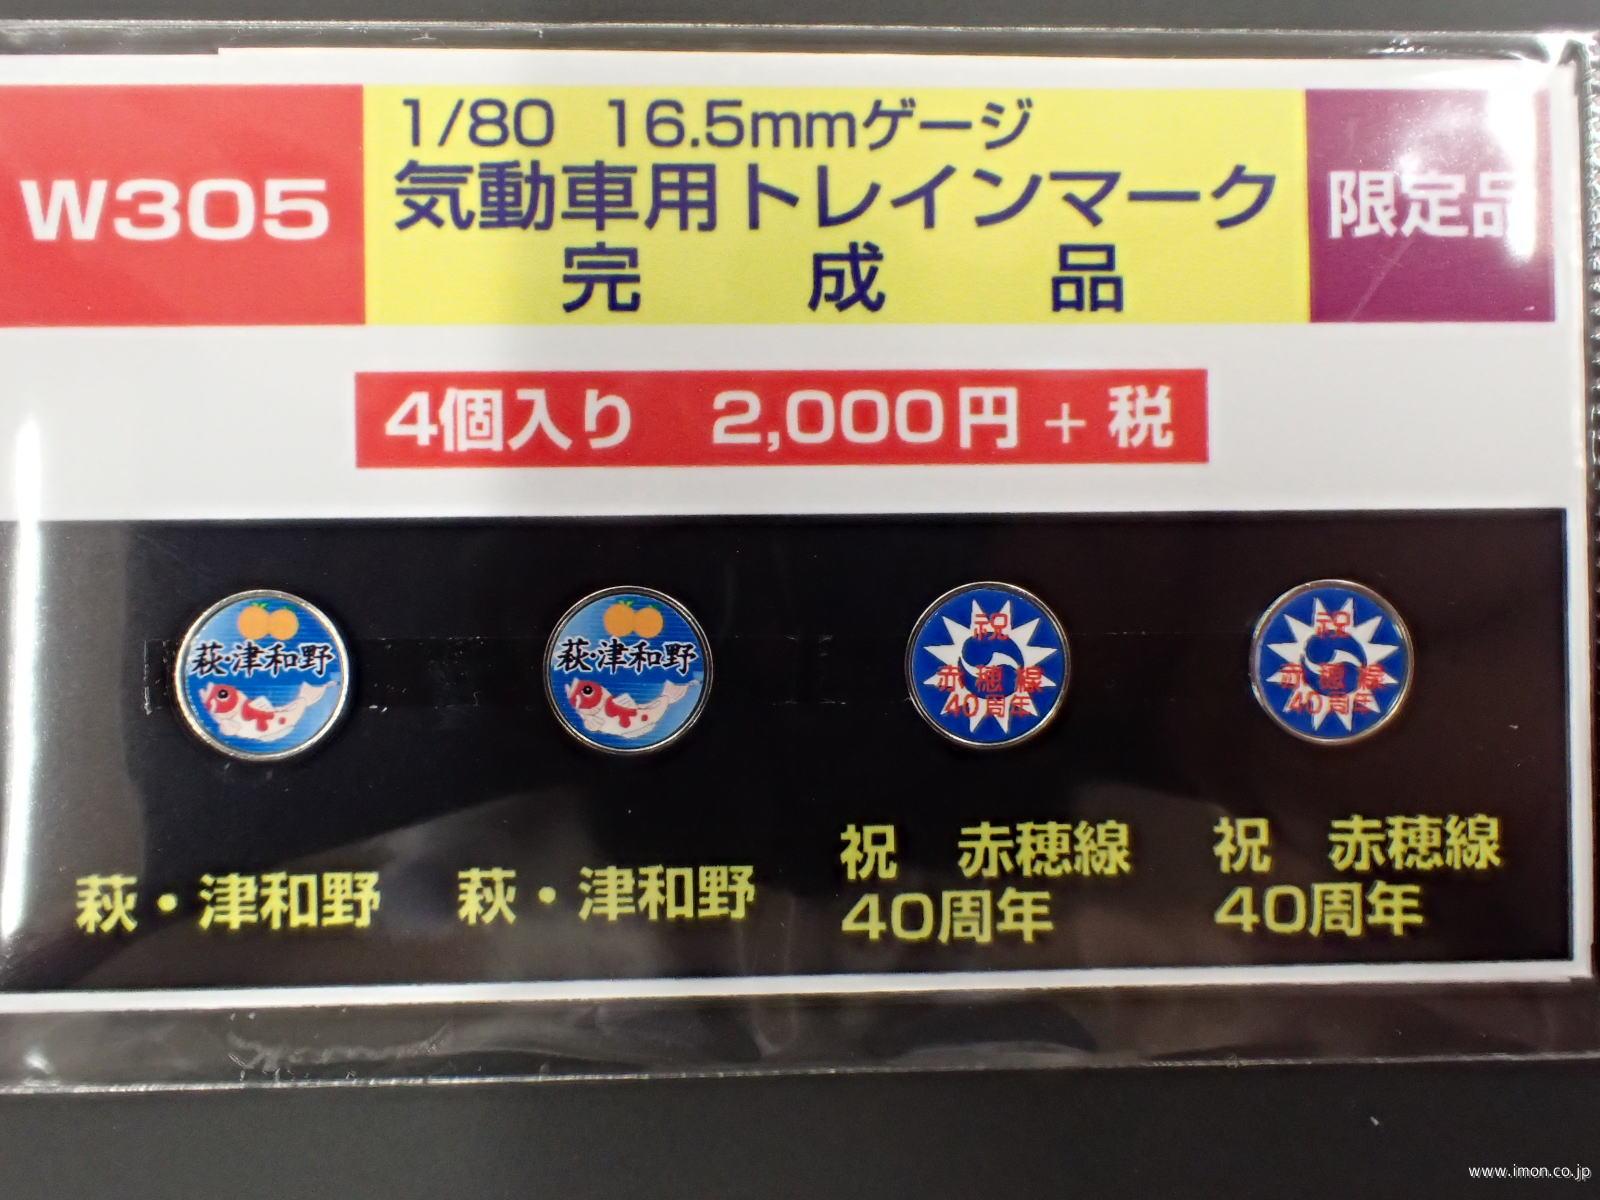 W305
1/80 16.5mmゲージ
気動車用トレインマーク
完成品
限定品
4個入り 2,000円+税
萩・津和野
萩・津和野
祝
赤穂線
40周年
祝
赤穂線
40周年
萩・津和野
萩・津和野
祝 赤穂線
40周年
祝 赤穂線
40周年
www.imon.co.jp